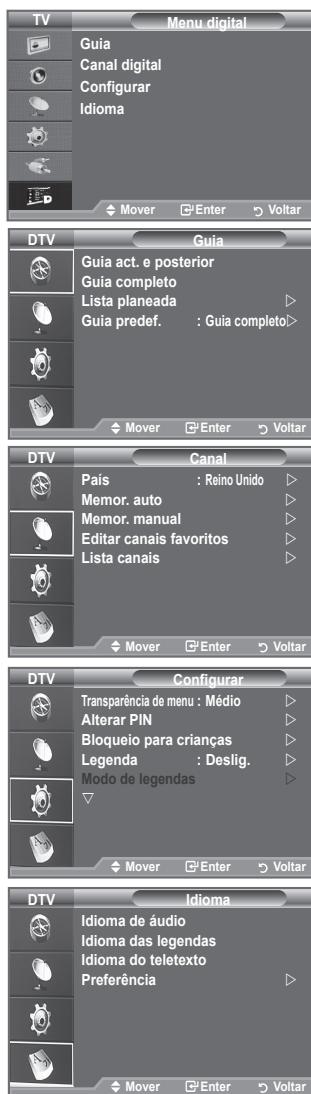 TV Menu digital
Guia
Canal digital
Configurar
Idioma
Mover Enter Voltar
DTV Guia
Guia act. e posterior
Guia completo
Lista planeada
Guia predef. : Guia completo
Mover Enter Voltar
DTV Canal
País : Reino Unido
Memor. auto
Memor. manual
Editar canais favoritos
Lista canais
Mover Enter Voltar
DTV Configurar
Transparência de menu : Médio
Alterar PIN
Bloqueio para crianças
Legenda : Deslig.
Modo de legendas
Mover Enter Voltar
DTV Idioma
Idioma de áudio
Idioma das legendas
Idioma do teletexto
Preferência
Mover Enter Voltar